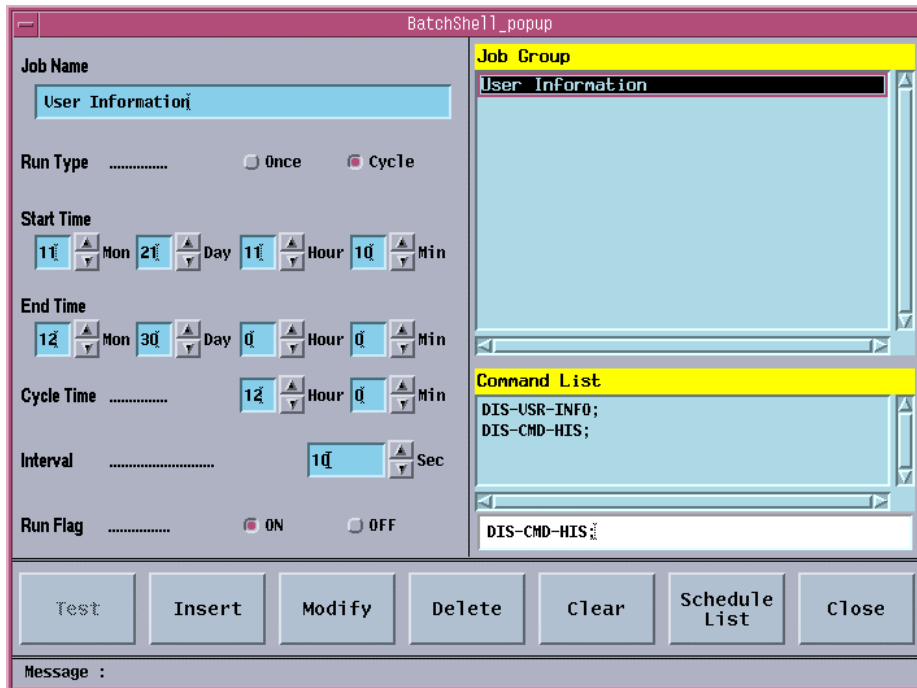 BatchShell_popup
Job Name
User Information
Run Type ...............
Once
Cycle
Start Time
11 Mon 21 Day 11 Hour 10 Min
End Time
12 Mon 30 Day 0 Hour 0 Min
Cycle Time ............... 12 Hour 0 Min
Interval ........................... 10 Sec
Run Flag ................ ON OFF
Job Group
User Information
Command List
DIS-USR-INFO;
DIS-CMD-HIS;
DIS-CMD-HIS;
Test
Insert
Modify
Delete
Clear
Schedule
List
Close
Message :